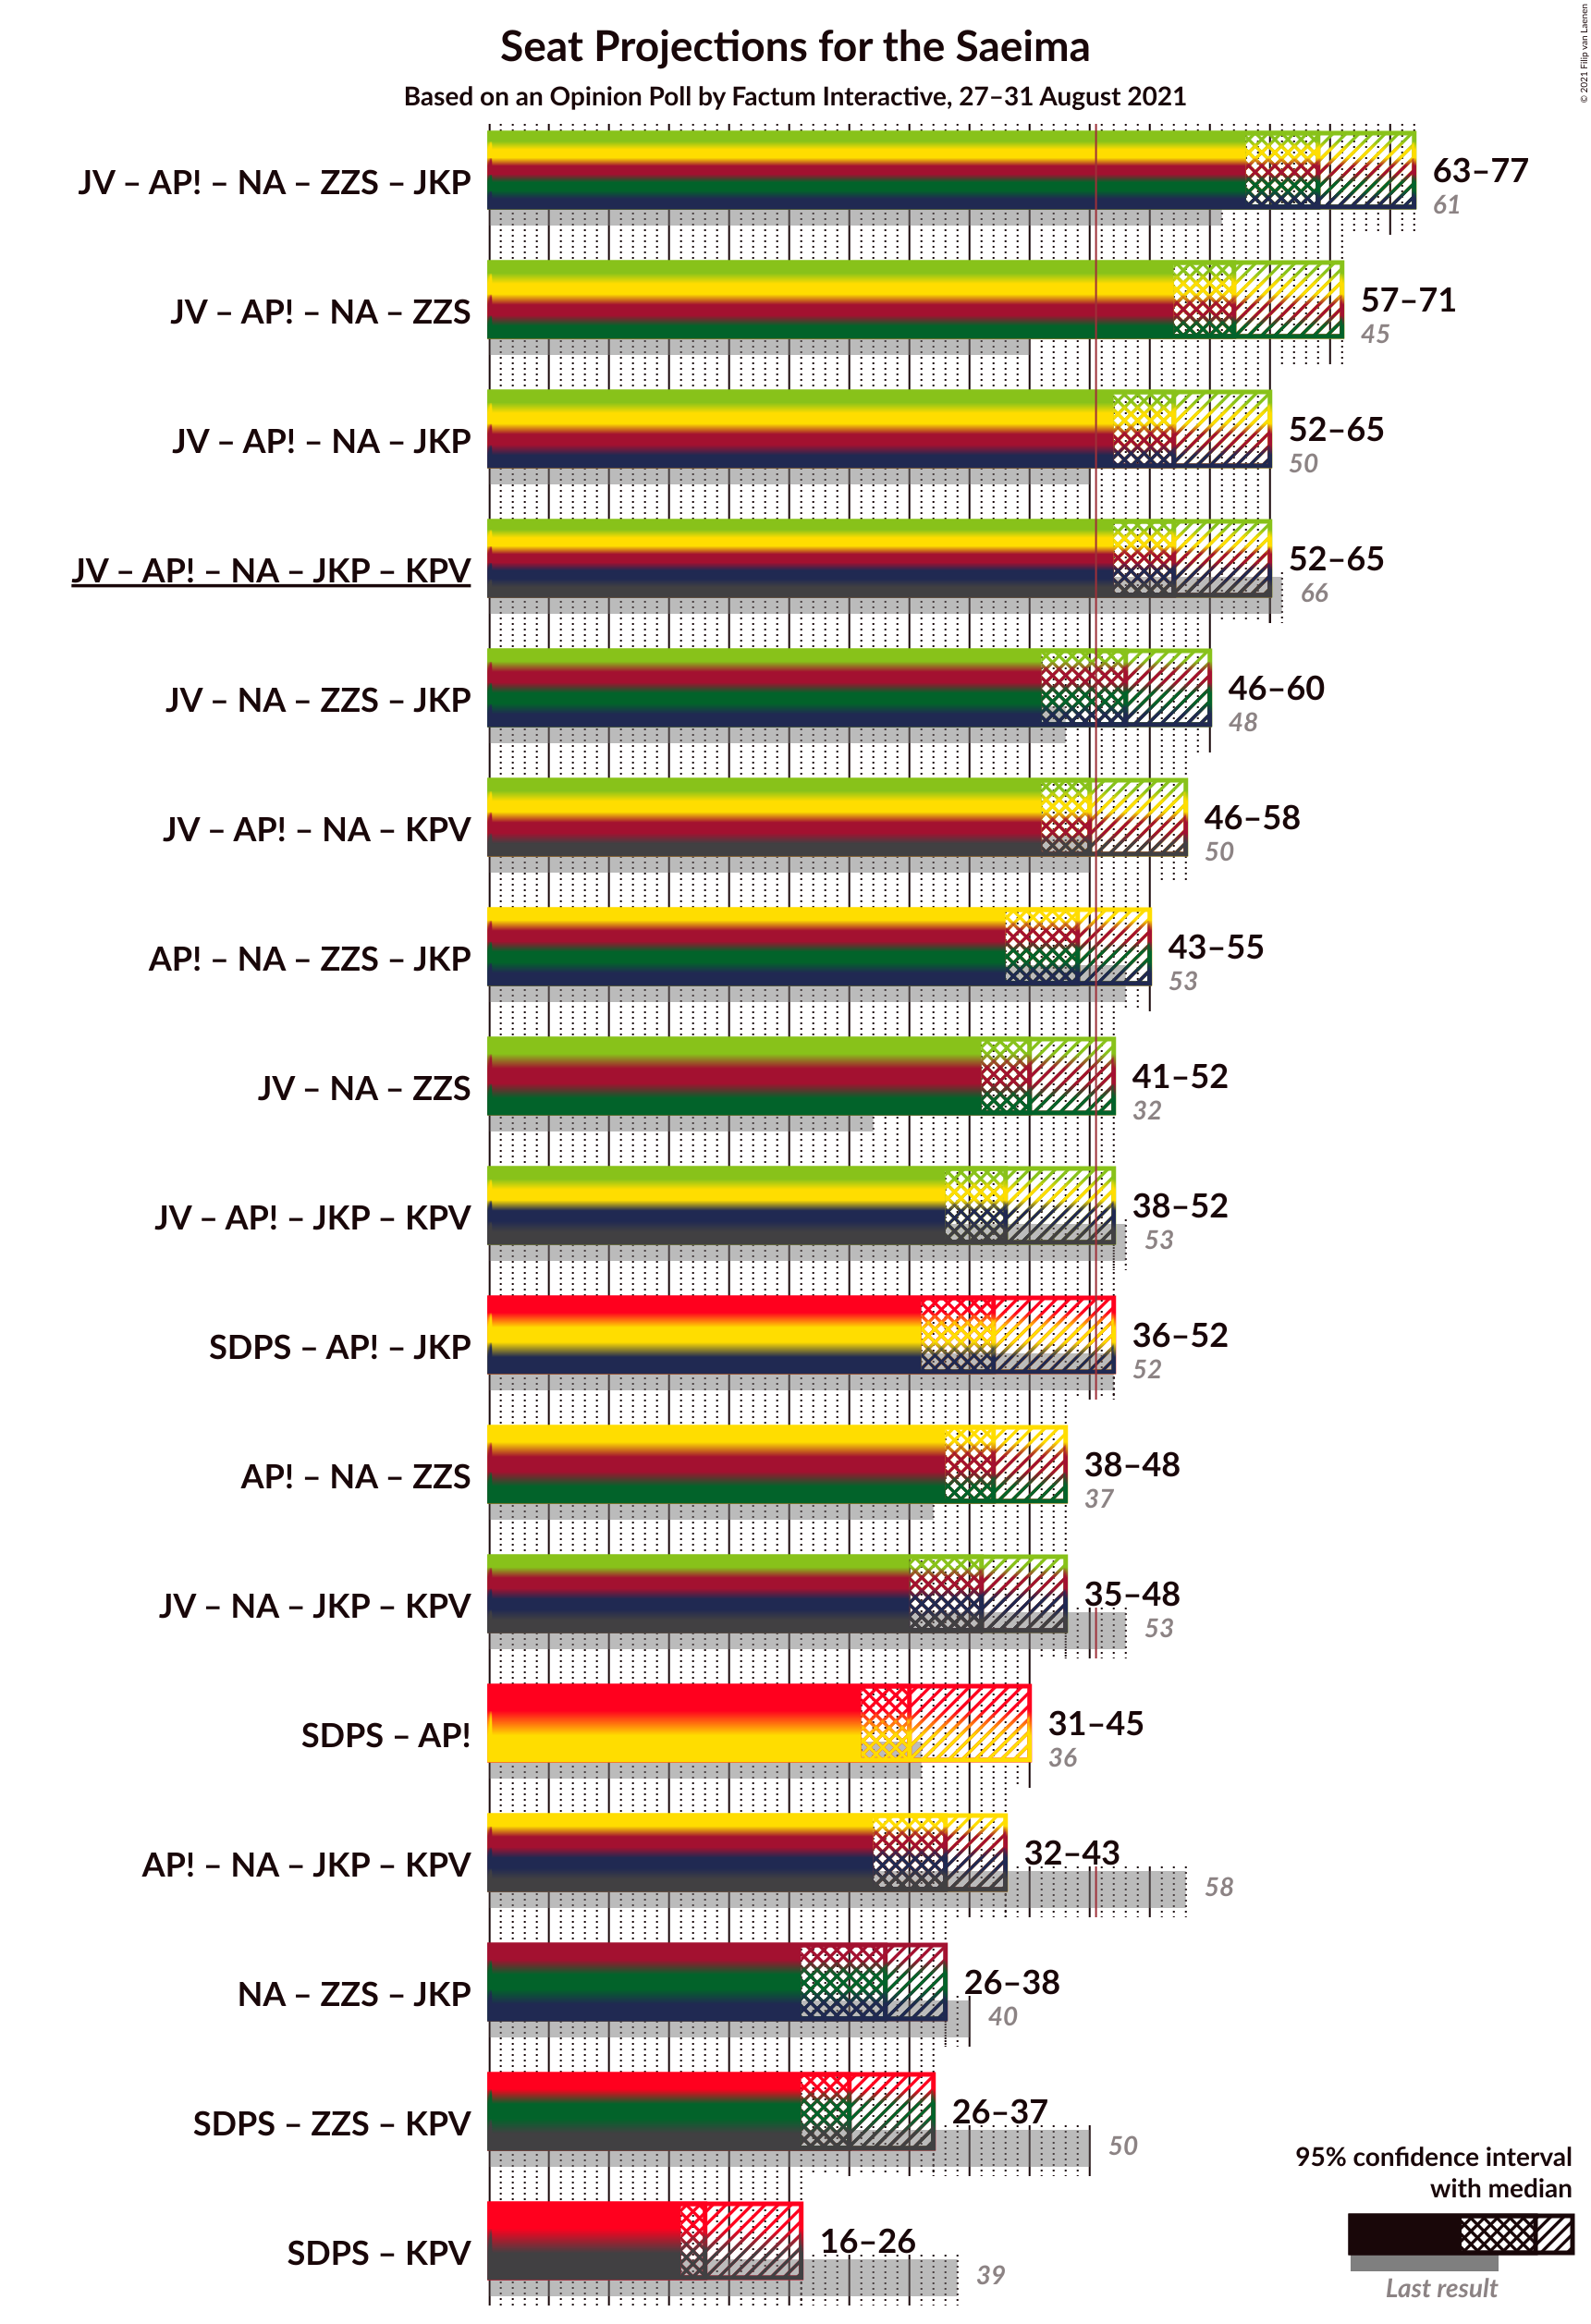 © 2021 Filip van Laenen
Seat Projections for the Saeima
Based on an Opinion Poll by Factum Interactive, 27–31 August 2021
JV – AP! – NA – ZZS – JKP
63–77
61
JV – AP! – NA – ZZS
57–71
45
JV – AP! – NA – JKP
52–65
50
JV – AP! – NA – JKP – KPV
52–65
66
JV – NA – ZZS – JKP
46–60
48
JV – AP! – NA – KPV
46–58
50
AP! – NA – ZZS – JKP
43–55
53
JV – NA – ZZS
41–52
32
JV – AP! – JKP – KPV
38–52
53
SDPS – AP! – JKP
36–52
52
AP! – NA – ZZS
38–48
37
JV – NA – JKP – KPV
35–48
53
SDPS – AP!
31–45
36
AP! – NA – JKP – KPV
32–43
58
NA – ZZS – JKP
26–38
40
SDPS – ZZS – KPV
26–37
50
SDPS – KPV
16–26
39
95% confidence interval
with median
Last result